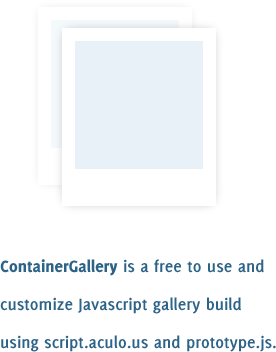 ContainerGallery is a free to use and
customize Javascript gallery build
using script.aculo.us and prototype.js.